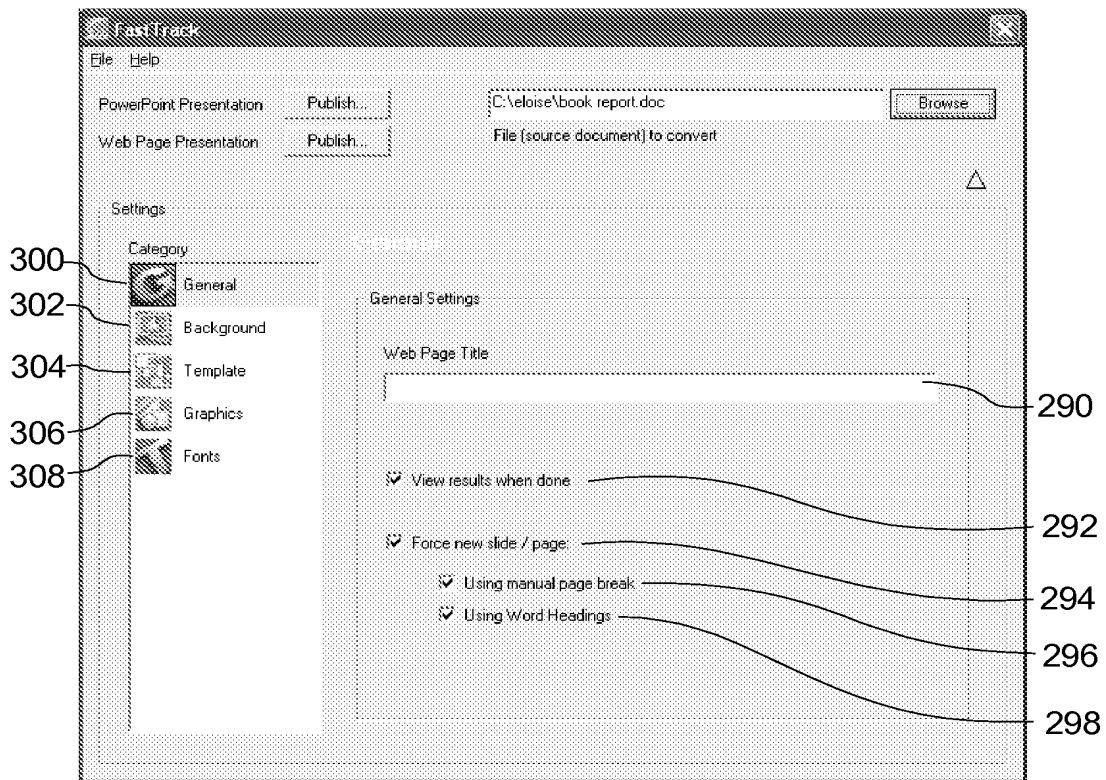 FastTrack
File Help
PowerPoint Presentation Publish... C:\eloise\book report.doc Browse
Web Page Presentation Publish... File (source document) to convert
Settings
Category
General
300 General
General Settings
302 Background
Web Page Title
304 Template
290
306 Graphics
308 Fonts
View results when done
292
Force new slide / page:
294
Using manual page break
296
Using Word Headings
298